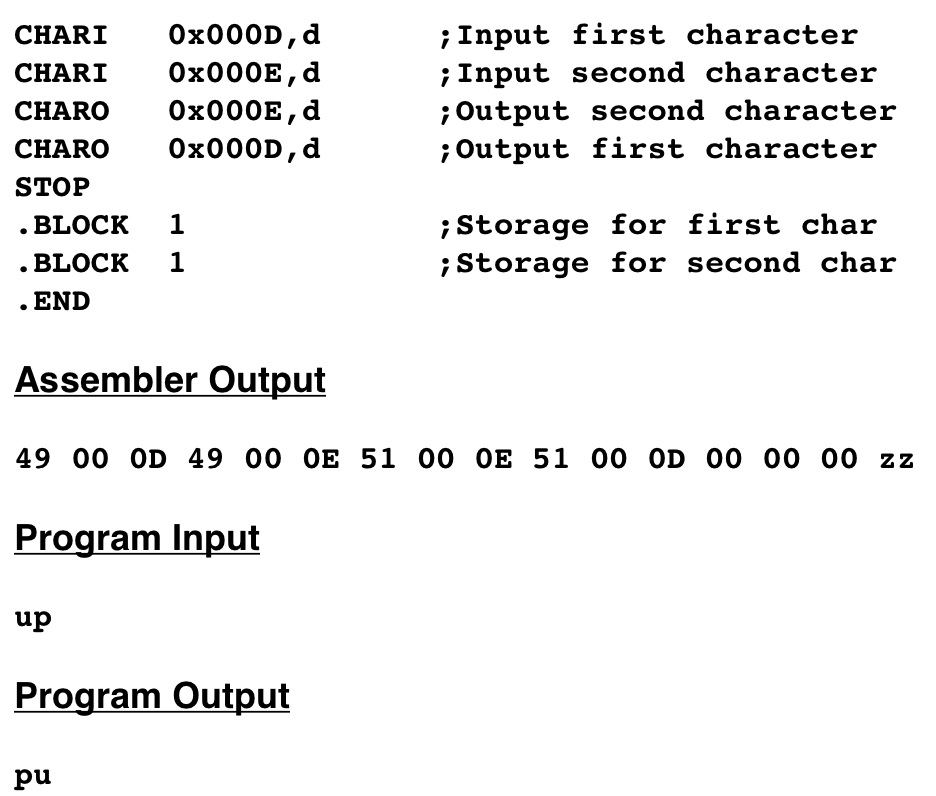 CHARI 0x000D,d ;Input first character
CHARI 0x000E,d ;Input second character
CHARO 0x000E,d ;Output second character
CHARO 0x000D,d ;Output first character
STOP
.BLOCK 1 ;Storage for first char
.BLOCK 1 ;Storage for second char
.END
Assembler Output
49 00 0D 49 00 0E 51 00 0E 51 00 0D 00 00 00 zz
Program Input
up
Program Output
pu